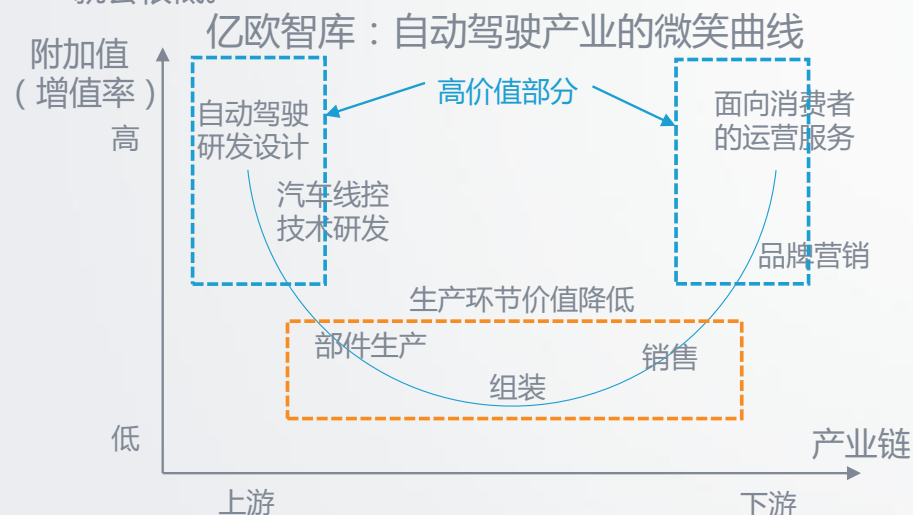 就会很低。
亿欧智库：自动驾驶产业的微笑曲线
附加值
（增值率）
高
高价值部分
自动驾驶
研发设计
面向消费者
的运营服务
汽车线控
技术研发
品牌营销
生产环节价值降低
部件生产
销售
组装
低
产业链
上游
下游